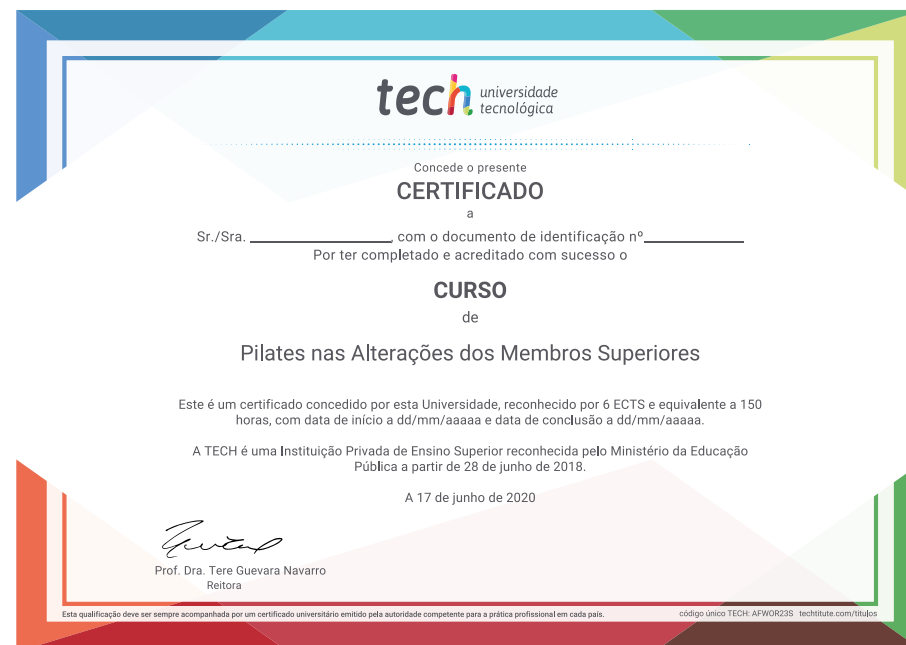 tech universidade
tecnológica
Concede o presente
CERTIFICADO
a
Sr./Sra. ____________________, com o documento de identificação nº______________
Por ter completado e acreditado com sucesso o
CURSO
de
Pilates nas Alterações dos Membros Superiores
Este é um certificado concedido por esta Universidade, reconhecido por 6 ECTS e equivalente a 150
horas, com data de início a dd/mm/aaaaa e data de conclusão a dd/mm/aaaaa.
A TECH é uma Instituição Privada de Ensino Superior reconhecida pelo Ministério da Educação
Pública a partir de 28 de junho de 2018.
A 17 de junho de 2020
Prof. Dra. Tere Guevara Navarro
Reitora
Esta qualificação deve ser sempre acompanhada por um certificado universitário emitido pela autoridade competente para a prática profissional em cada país.
código único TECH: AFWOR23S techtitute.com/titulos